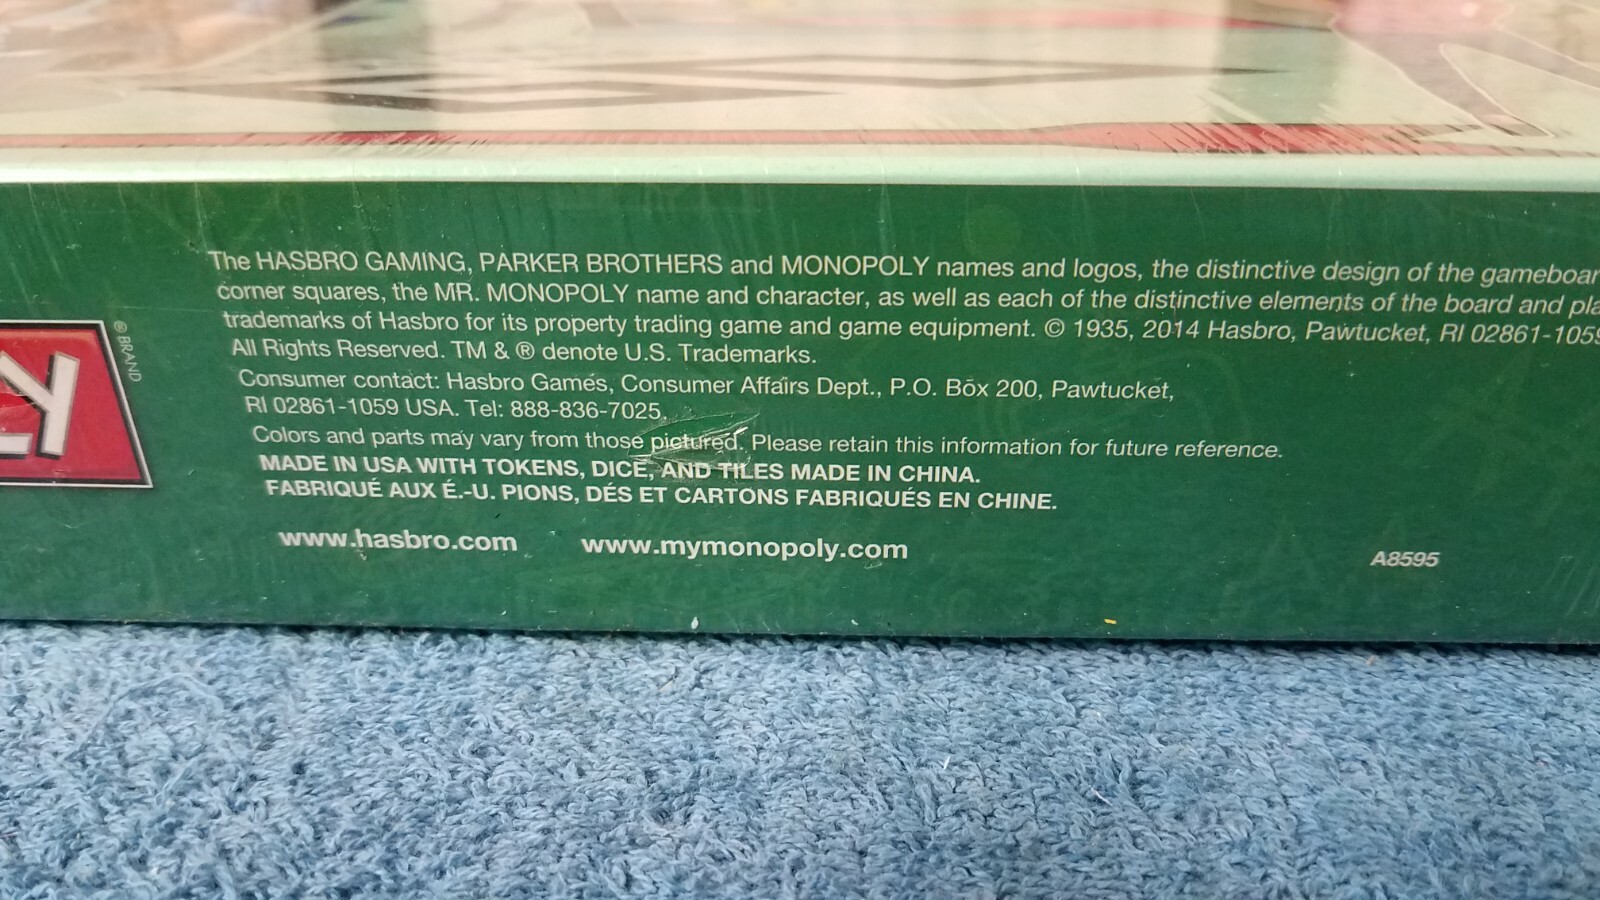 The HASBRO GAMING, PARKER BROTHERS and MONOPOLY names and logos, the distinctive design of the
corner squares, the MR. MONOPOLY name and character, as well as each of the distinctive elements of the board and
trademarks of Hasbro for its property trading game and game equipment. © 1935, 2014 Hasbro, Pawtucket, RI 02861-1059
All Rights Reserved. TM & ® denote U.S. Trademarks.
Consumer contact: Hasbro Games, Consumer Affairs Dept., P.O. Box 200, Pawtucket,
RI 02861-1059 USA. Tel: 888-836-7025.
Colors and parts may vary from those pictured. Please retain this information for future reference.
MADE IN USA WITH TOKENS, DICE, AND TILES MADE IN CHINA.
FABRIQUÉ AUX É.-U. PIONS, DÉS ET CARTONS FABRIQUÉS EN CHINE.
www.hasbro.com www.mymonopoly.com
A8595
LY
® BRAND